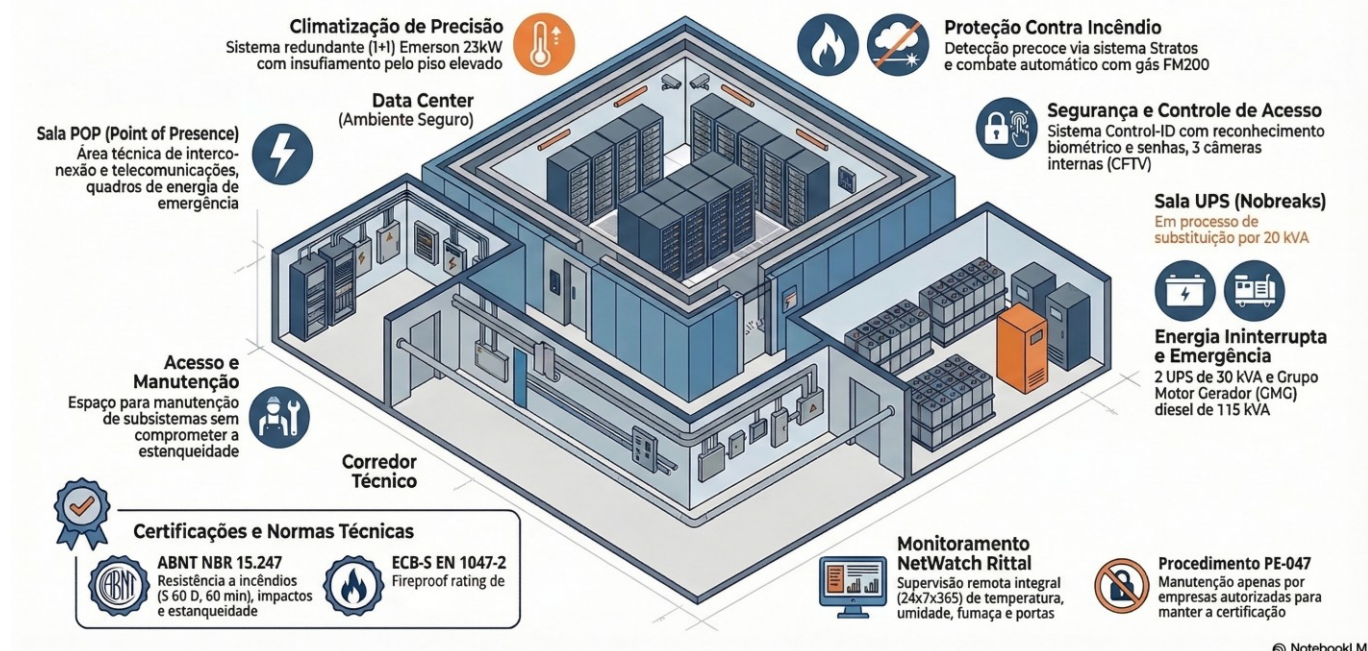 Climatização de Precisão
Sistema redundante (1+1) Emerson 23kW
com insuflamento pelo piso elevado
Proteção Contra Incêndio
Detecção precoce via sistema Stratos
e combate automático com gás FM200
Data Center
(Ambiente Seguro)
Segurança e Controle de Acesso
Sistema Control-ID com reconhecimento
biométrico e senhas, 3 câmeras
internas (CFTV)
Sala POP (Point of Presence)
Área técnica de interco-
nexão e telecomunicações,
quadros de energia de
emergência
Sala UPS (Nobreaks)
Em processo de
substituição por 20 kVA
Energia Ininterrupta
e Emergência
2 UPS de 30 kVA e Grupo
Motor Gerador (GMG)
diesel de 115 kVA
Acesso e
Manutenção
Espaço para manutenção
de subsistemas sem
comprometer a
estenqueidade
Corredor
Técnico
Certificações e Normas Técnicas
ABNT
ABNT NBR 15.247
Resistência a incêndios
(S 60 D, 60 min), impactos
e estanqueidade
ECB-S EN 1047-2
Fireproof rating de
Monitoramento
NetWatch Rittal
Supervisão remota integral
(24x7x365) de temperatura,
umidade, fumaça e portas
Procedimento PE-047
Manutenção apenas por
empresas autorizadas para
manter a certificação
NotebookLM